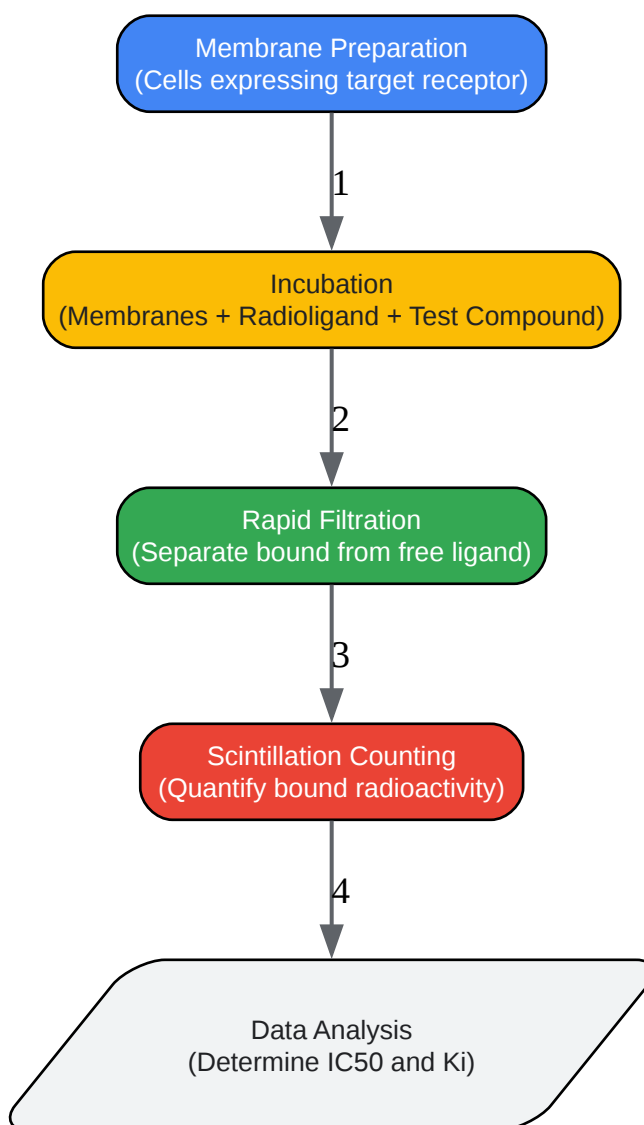 Membrane Preparation
(Cells expressing target receptor)
1
Incubation
(Membranes + Radioligand + Test Compound)
2
Rapid Filtration
(Separate bound from free ligand)
3
Scintillation Counting
(Quantify bound radioactivity)
4
Data Analysis
(Determine IC50 and Ki)